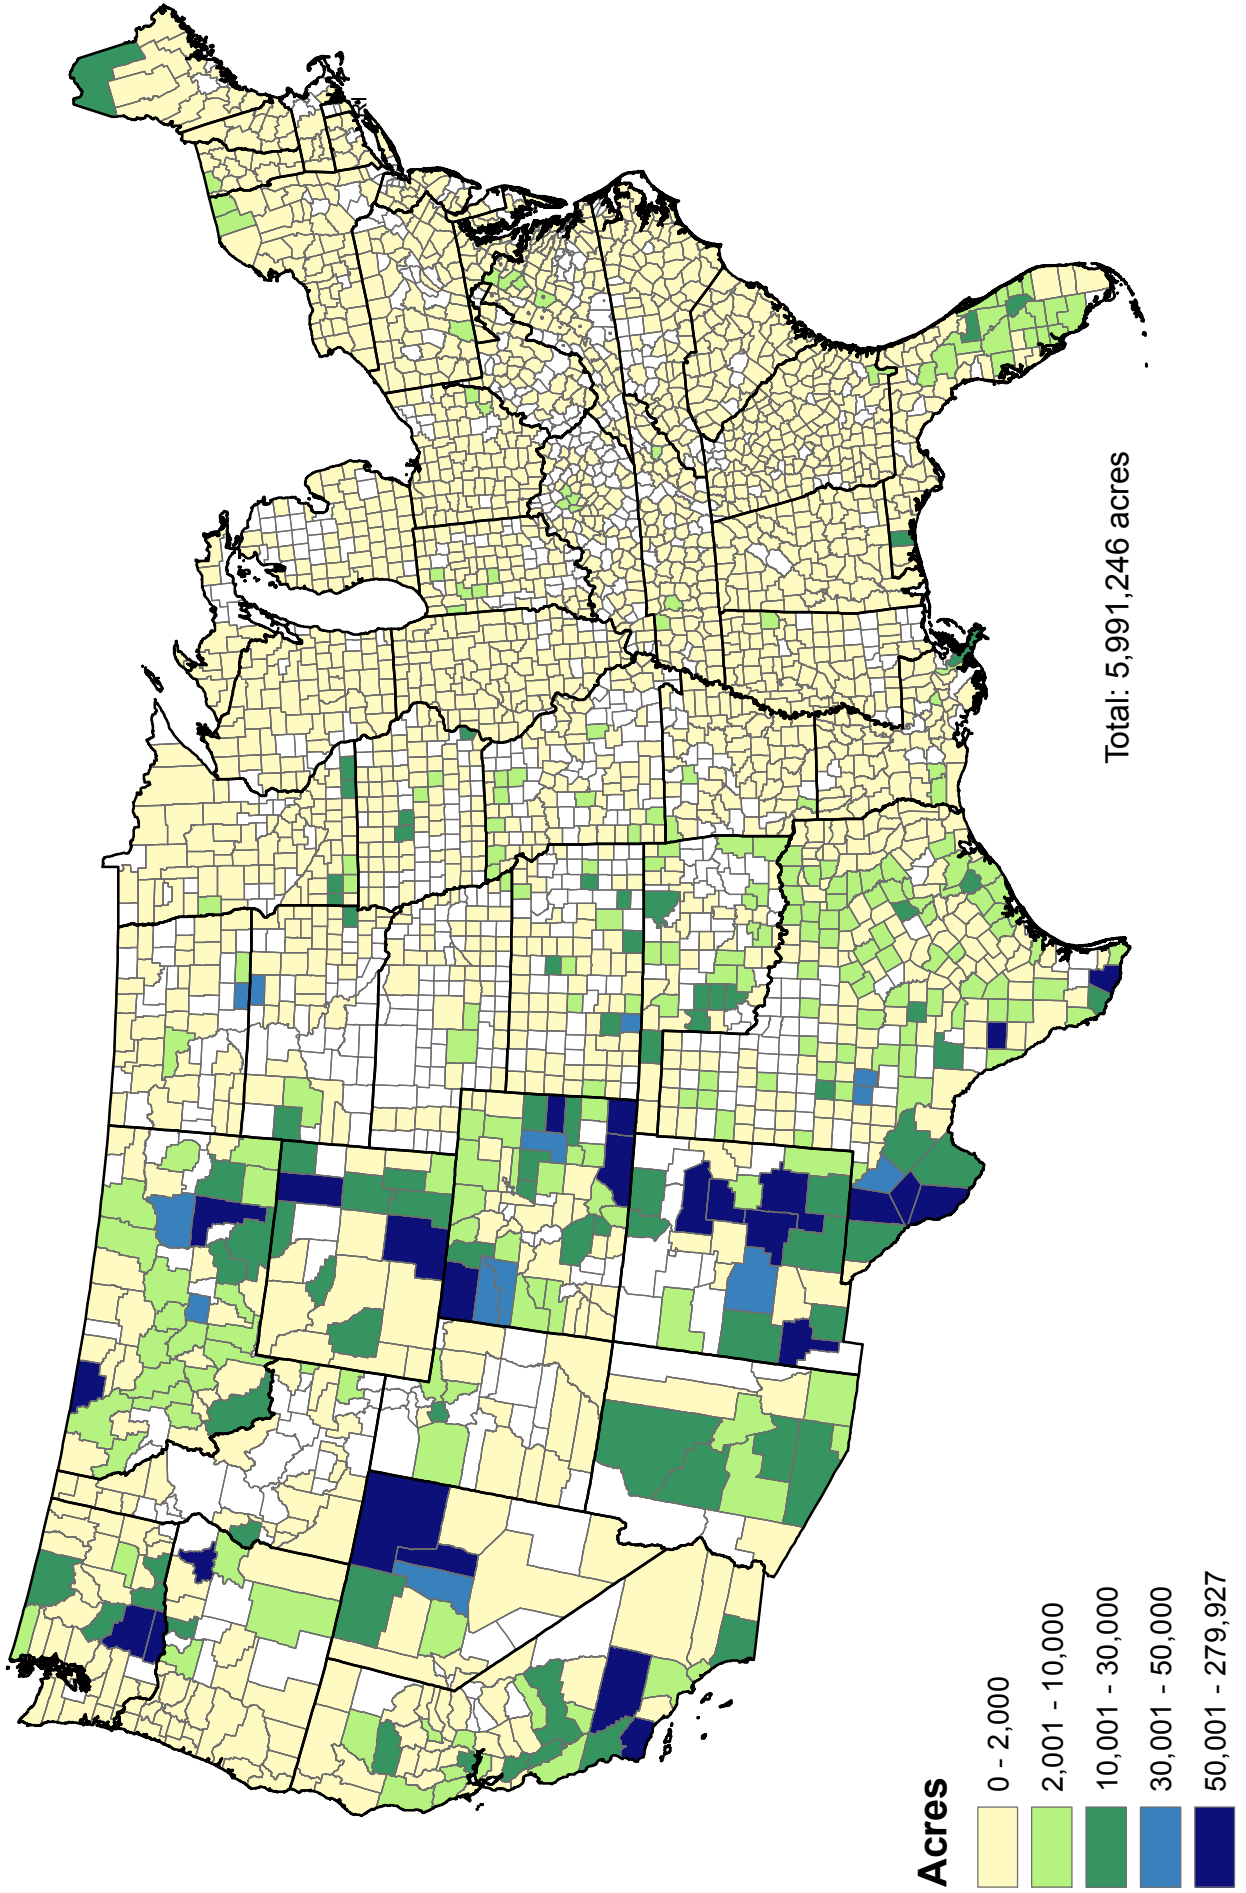 Acres
0 - 2,000
2,001 - 10,000
10,001 - 30,000
30,001 - 50,000
50,001 - 279,927
Total: 5,991,246 acres